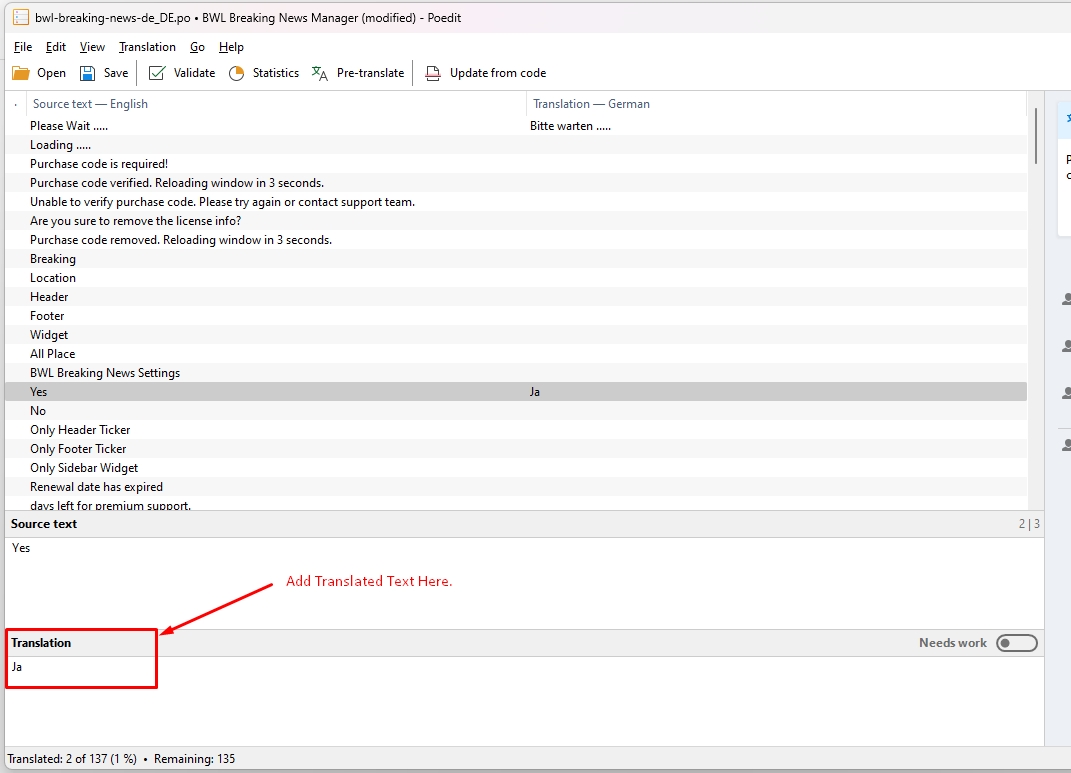 bwl-breaking-news-de_DE.po • BWL Breaking News Manager (modified) - Poedit
File Edit View Translation Go Help
Open Save Validate Statistics Pre-translate Update from code
Source text — English Translation — German
Please Wait ..... Bitte warten .....
Loading .....
Purchase code is required!
Purchase code verified. Reloading window in 3 seconds.
Unable to verify purchase code. Please try again or contact support team.
Are you sure to remove the license info?
Purchase code removed. Reloading window in 3 seconds.
Breaking
Location
Header
Footer
Widget
All Place
BWL Breaking News Settings
Yes Ja
No
Only Header Ticker
Only Footer Ticker
Only Sidebar Widget
Renewal date has expired
days left for premium support.
Source text 2 | 3
Yes
Add Translated Text Here.
Translation Needs work
Ja
Translated: 2 of 137 (1 %) • Remaining: 135